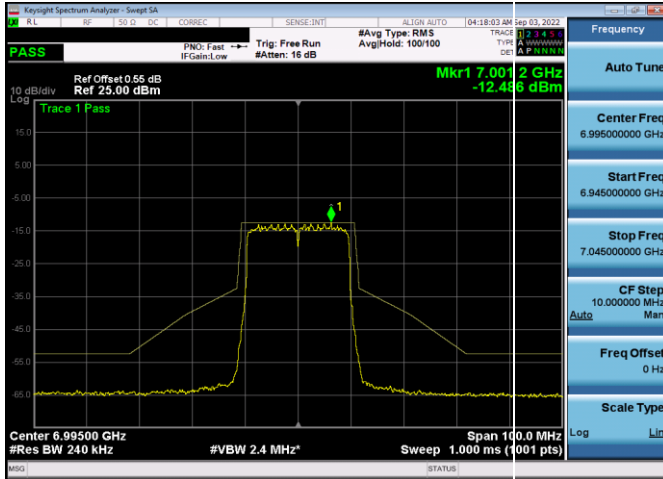 Keysight Spectrum Analyzer - Swept SA
RL RF 50 Ω DC CORREC SENSE:INT ALIGN AUTO 04:18:03 AM Sep 03, 2022
PASS
PNO: Fast
IFGain:Low
Trig: Free Run
#Atten: 16 dB
#Avg Type: RMS
Avg|Hold: 100/100
TRACE 1 2 3 4 5 6
TYPE A WWWWW
DET A P N N N N
Frequency
Mkr1 7.001 2 GHz
-12.486 dBm
Ref Offset 0.55 dB
Ref 25.00 dBm
10 dB/div
Log
Trace 1 Pass
15.0
5.00
-5.00
-15.0
-25.0
-35.0
-45.0
-55.0
-65.0
1
Center 6.99500 GHz
#Res BW 240 kHz
#VBW 2.4 MHz*
Span 100.0 MHz
Sweep 1.000 ms (1001 pts)
MSG
STATUS
Auto Tune
Center Freq
6.995000000 GHz
Start Freq
6.945000000 GHz
Stop Freq
7.045000000 GHz
CF Step
10.000000 MHz
Auto Man
Freq Offset
0 Hz
Scale Type
Log Lin